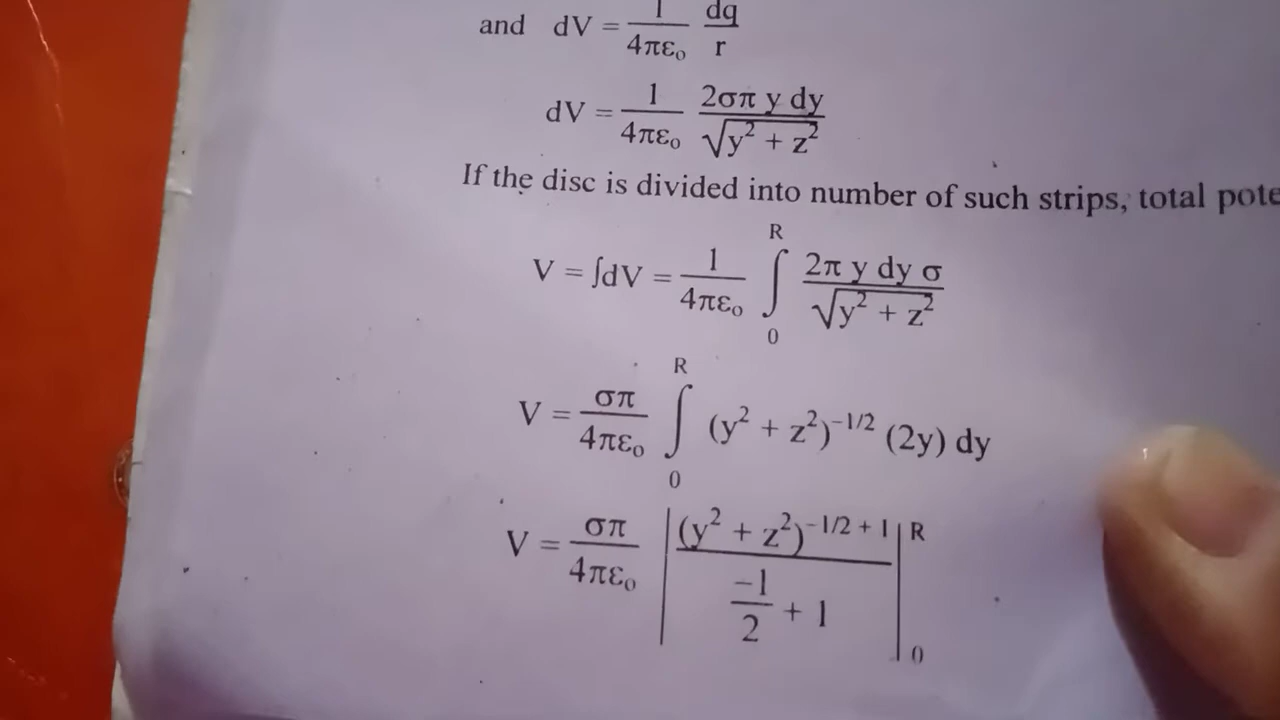 and dV = 1/4πε₀ dq/r
dV = 1/4πε₀ 2σπ y dy/√y² + z²
If the disc is divided into number of such strips, total pote
V = ∫dV = 1/4πε₀ ∫₀ᴿ 2π y dy σ/√y² + z²
V = σπ/4πε₀ ∫₀ᴿ (y² + z²)⁻¹/² (2y) dy
V = σπ/4πε₀ |(y² + z²)⁻¹/² ⁺ ¹/(−1/2 + 1)|₀ᴿ